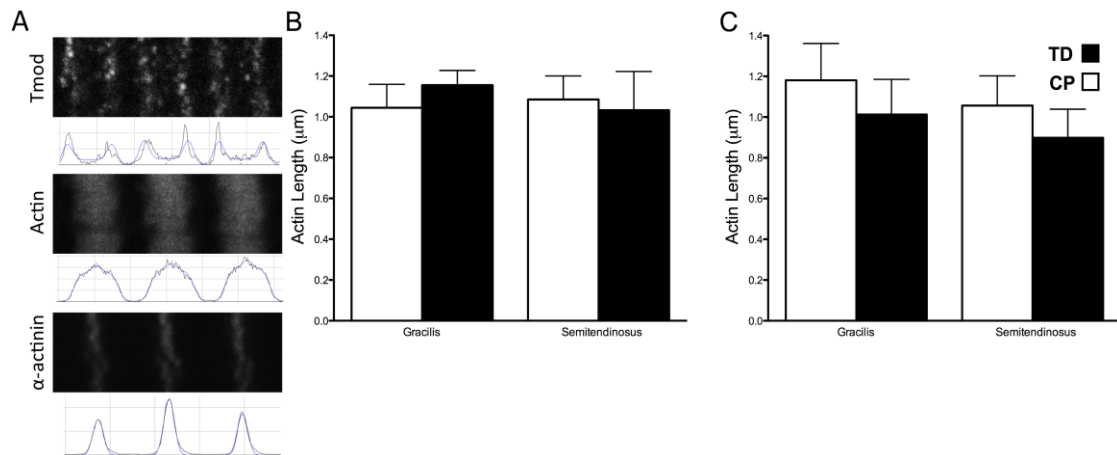 A
Tmod
Actin
α-actinin
B
Actin Length (μm)
1.4
1.2
1.0
0.8
0.6
0.4
0.2
0.0
Gracilis
Semitendinosus
C
Actin Length (μm)
1.4
1.2
1.0
0.8
0.6
0.4
0.2
0.0
Gracilis
Semitendinosus
TD
CP